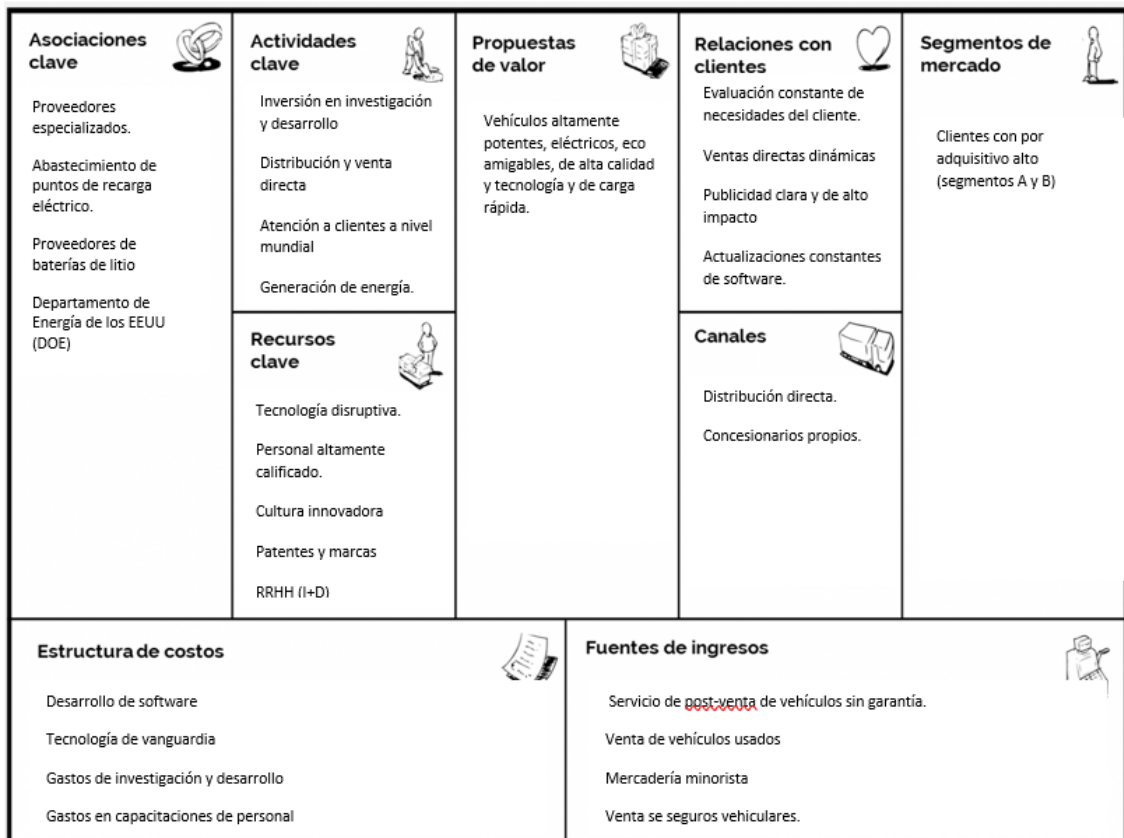 Asociaciones
clave
Proveedores
especializados.
Abastecimiento de
puntos de recarga
eléctrico.
Proveedores de
baterías de litio
Departamento de
Energía de los EEUU
(DOE)
Actividades
clave
Inversión en investigación
y desarrollo
Distribución y venta
directa
Atención a clientes a nivel
mundial
Generación de energía.
Recursos
clave
Tecnología disruptiva.
Personal altamente
calificado.
Cultura innovadora
Patentes y marcas
RRHH (I+D)
Propuestas
de valor
Vehículos altamente
potentes, eléctricos, eco
amigables, de alta calidad
y tecnología y de carga
rápida.
Relaciones con
clientes
Evaluación constante de
necesidades del cliente.
Ventas directas dinámicas
Publicidad clara y de alto
impacto
Actualizaciones constantes
de software.
Canales
Distribución directa.
Concesionarios propios.
Segmentos de
mercado
Clientes con por
adquisitivo alto
(segmentos A y B)
Estructura de costos
Desarrollo de software
Tecnología de vanguardia
Gastos de investigación y desarrollo
Gastos en capacitaciones de personal
Fuentes de ingresos
Servicio de post-venta de vehículos sin garantía.
Venta de vehículos usados
Mercadería minorista
Venta se seguros vehiculares.